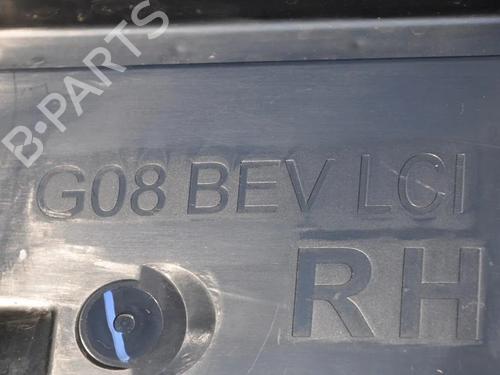 B-PARTS
G08 BEV LCI
RH